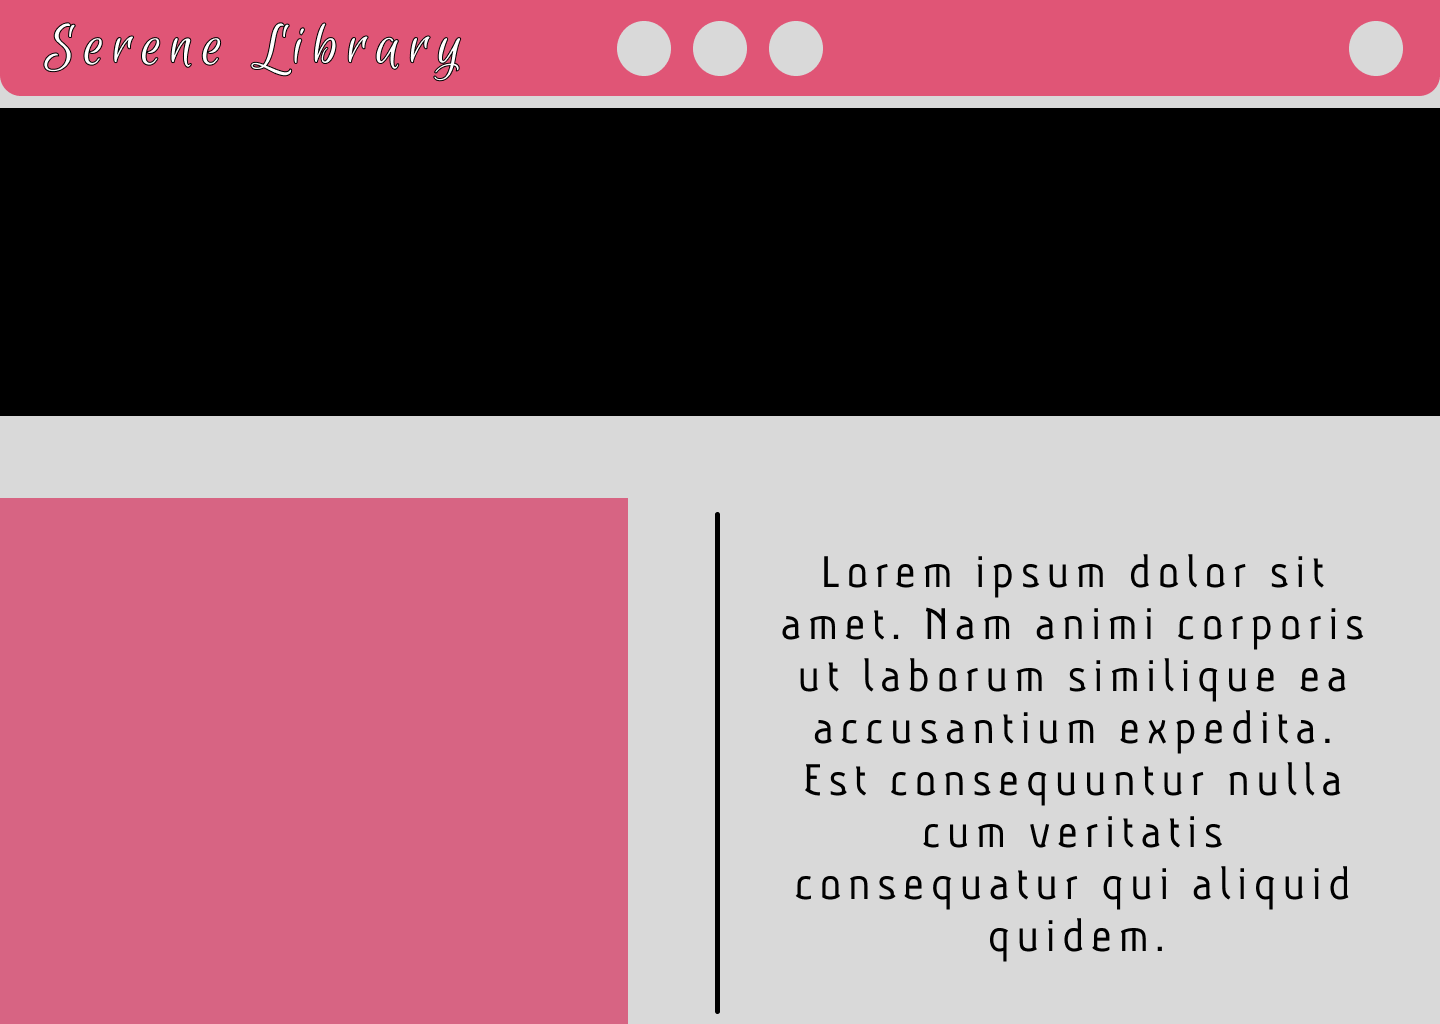 Serene Library
Lorem ipsum dolor sit
amet. Nam animi corporis
ut laborum similique ea
accusantium expedita.
Est consequuntur nulla
cum veritatis
consequatur qui aliquid
quidem.